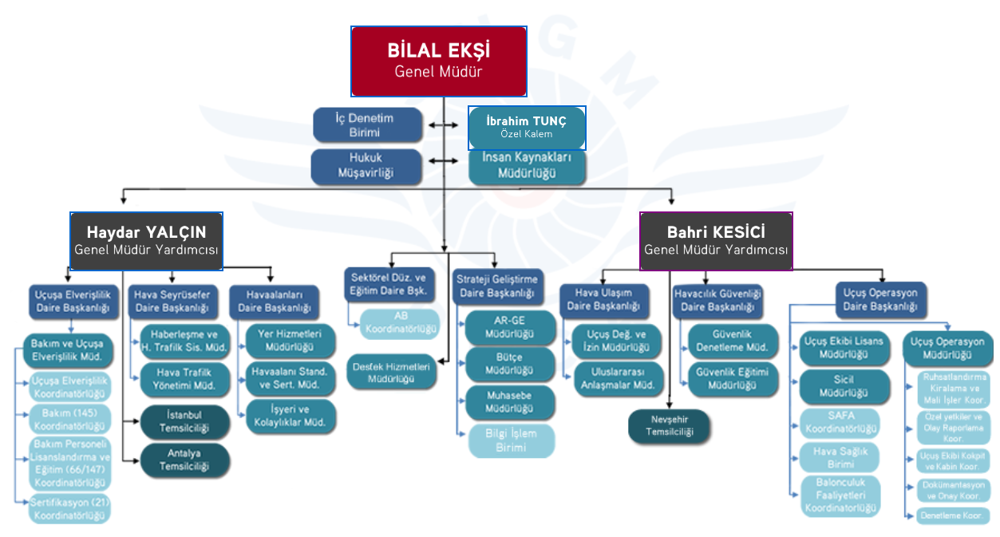 H
G
M
BİLAL EKŞİ
Genel Müdür
İç Denetim
Birimi
İbrahim TUNÇ
Özel Kalem
Hukuk
Müşavirliği
İnsan Kaynakları
Müdürlüğü
Haydar YALÇIN
Genel Müdür Yardımcısı
Bahri KESİCİ
Genel Müdür Yardımcısı
Uçuşa Elverişlilik
Daire Başkanlığı
Bakım ve Uçuşa
Elverişlilik Müd.
Uçuşa Elverişlilik
Koordinatörlüğü
Bakım (145)
Koordinatörlüğü
Bakım Personeli
Lisanslandırma ve
Eğitim (66/147)
Koordinatörlüğü
Sertifikasyon (21)
Koordinatörlüğü
Hava Seyrüsefer
Daire Başkanlığı
Haberleşme ve
H. Trafik Sis. Müd.
Hava Trafik
Yönetimi Müd.
İstanbul
Temsilciliği
Antalya
Temsilciliği
Havaalanları
Daire Başkanlığı
Yer Hizmetleri
Müdürlüğü
Havaalanı Stand.
ve Sert. Müd.
İşyeri ve
Kolaylıklar Müd.
Sektörel Düz. ve
Eğitim Daire Bşk.
AB
Koordinatörlüğü
Destek Hizmetleri
Müdürlüğü
Strateji Geliştirme
Daire Başkanlığı
AR-GE
Müdürlüğü
Bütçe
Müdürlüğü
Muhasebe
Müdürlüğü
Bilgi İşlem
Birimi
Hava Ulaşım
Daire Başkanlığı
Uçuş Değ. ve
İzin Müdürlüğü
Uluslararası
Anlaşmalar Müd.
Havacılık Güvenliği
Daire Başkanlığı
Güvenlik
Denetleme Müd.
Güvenlik Eğitimi
Müdürlüğü
Nevşehir
Temsilciliği
Uçuş Operasyon
Daire Başkanlığı
Uçuş Ekibi Lisans
Müdürlüğü
Sicil
Müdürlüğü
SAFA
Koordinatörlüğü
Hava Sağlık
Birimi
Balonculuk
Faaliyetleri
Koordinatorlüğü
Uçuş Operasyon
Müdürlüğü
Ruhsatlandırma
Kiralama ve
Mali İşler Koor.
Özel yetkiler ve
Olay Raporlama
Koor.
Uçuş Ekibi Kokpit
ve Kabin Koor.
Dokümantasyon
ve Onay Koor.
Denetleme Koor.